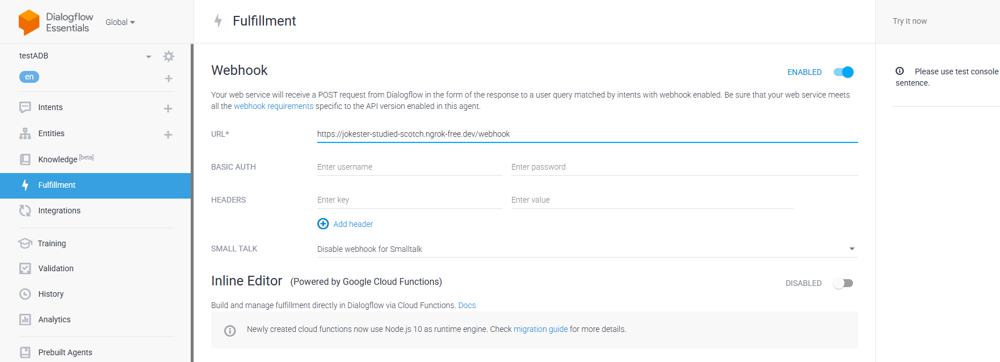 Dialogflow
Essentials
Global
Fulfillment
Try it now
testADB
en
Intents
Entities
Knowledge [beta]
Fulfillment
Integrations
Training
Validation
History
Analytics
Prebuilt Agents
Webhook
ENABLED
Your web service will receive a POST request from Dialogflow in the form of the response to a user query matched by intents with webhook enabled. Be sure that your web service meets
all the webhook requirements specific to the API version enabled in this agent.
URL* https://jokester-studied-scotch.ngrok-free.dev/webhook
BASIC AUTH Enter username Enter password
HEADERS Enter key Enter value
Add header
SMALL TALK Disable webhook for Smalltalk
Inline Editor (Powered by Google Cloud Functions)
DISABLED
Build and manage fulfillment directly in Dialogflow via Cloud Functions. Docs
Newly created cloud functions now use Node.js 10 as runtime engine. Check migration guide for more details.
Please use test console
sentence.